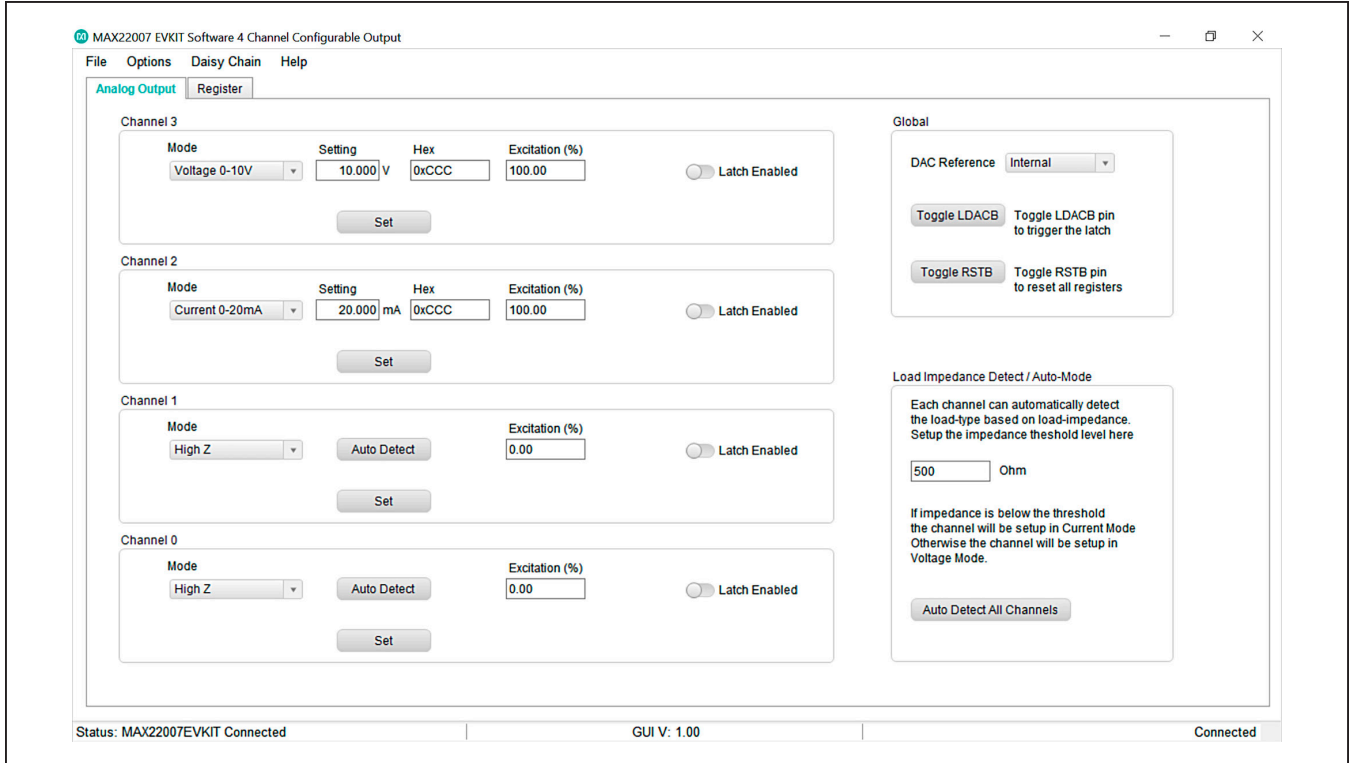 MAX22007 EVKIT Software 4 Channel Configurable Output
File Options Daisy Chain Help
Analog Output Register
Channel 3
Mode Setting Hex Excitation (%)
Voltage 0-10V 10.000 V 0xCCC 100.00 Latch Enabled
Set
Channel 2
Mode Setting Hex Excitation (%)
Current 0-20mA 20.000 mA 0xCCC 100.00 Latch Enabled
Set
Channel 1
Mode Excitation (%)
High Z Auto Detect 0.00 Latch Enabled
Set
Channel 0
Mode Excitation (%)
High Z Auto Detect 0.00 Latch Enabled
Set
Global
DAC Reference Internal
Toggle LDACB Toggle LDACB pin
to trigger the latch
Toggle RSTB Toggle RSTB pin
to reset all registers
Load Impedance Detect / Auto-Mode
Each channel can automatically detect
the load-type based on load-impedance.
Setup the impedance theshold level here
500 Ohm
If impedance is below the threshold
the channel will be setup in Current Mode
Otherwise the channel will be setup in
Voltage Mode.
Auto Detect All Channels
Status: MAX22007EVKIT Connected GUI V: 1.00 Connected